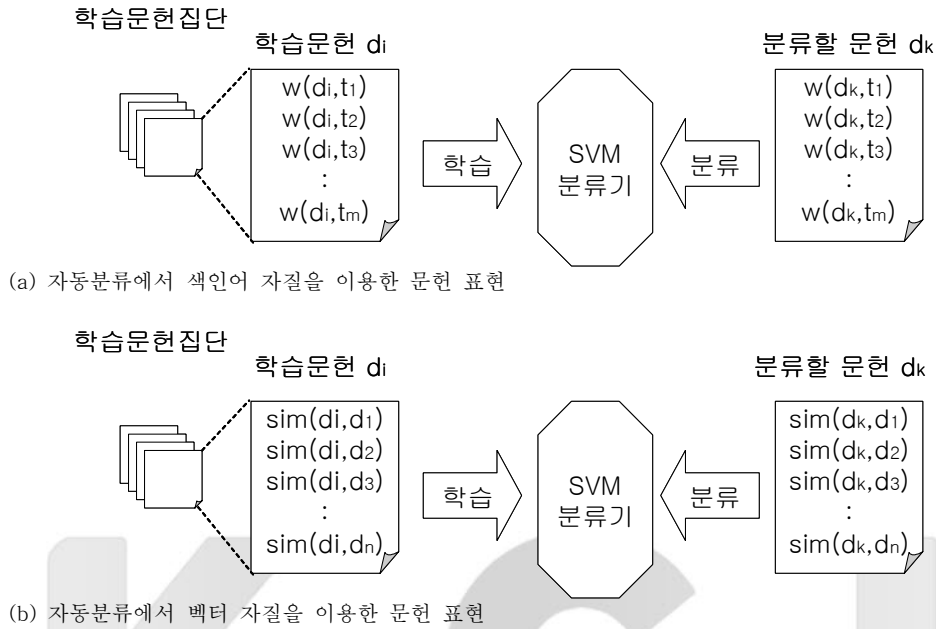 학습문헌집단
학습문헌 di
분류할 문헌 dk
w(di,t1)
w(di,t2)
w(di,t3)
:
w(di,tm)
학습
SVM
분류기
분류
w(dk,t1)
w(dk,t2)
w(dk,t3)
:
w(dk,tm)
(a) 자동분류에서 색인어 자질을 이용한 문헌 표현
학습문헌집단
학습문헌 di
분류할 문헌 dk
sim(di,d1)
sim(di,d2)
sim(di,d3)
:
sim(di,dn)
학습
SVM
분류기
분류
sim(dk,d1)
sim(dk,d2)
sim(dk,d3)
:
sim(dk,dn)
(b) 자동분류에서 벡터 자질을 이용한 문헌 표현